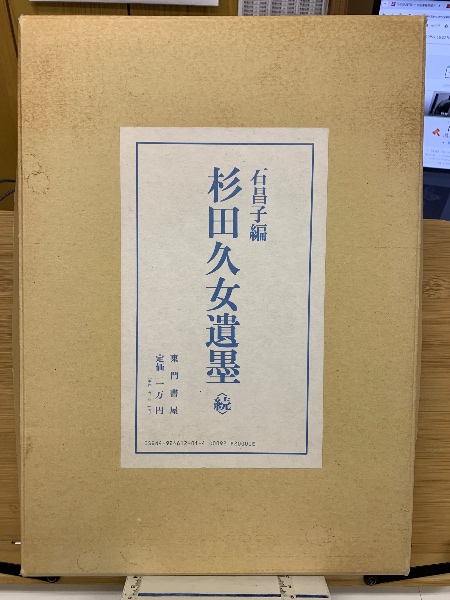 石昌子編
杉田久女遺墨
〈続〉
東門書屋
定価一万円